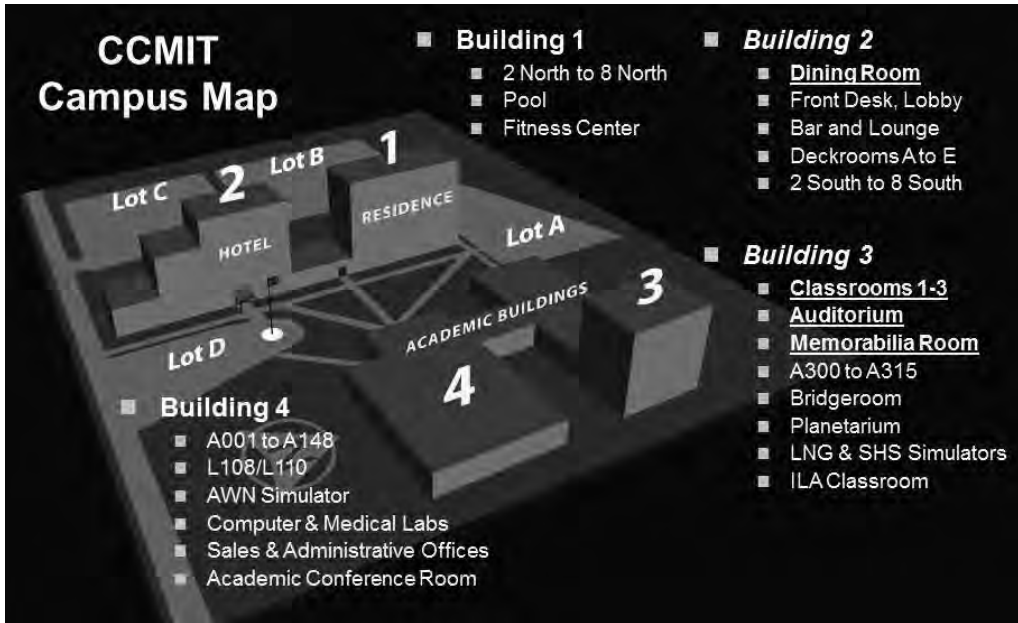 CCMIT
Campus Map
Building 1
2 North to 8 North
Pool
Fitness Center
Building 2
Dining Room
Front Desk, Lobby
Bar and Lounge
Deckrooms A to E
2 South to 8 South
Building 3
Classrooms 1-3
Auditorium
Memorabilia Room
A300 to A315
Bridgeroom
Planetarium
LNG & SHS Simulators
ILA Classroom
Lot C
2
Lot B
1
HOTEL
RESIDENCE
Lot A
Lot D
ACADEMIC BUILDINGS
3
4
Building 4
A001 to A148
L108/L110
AWN Simulator
Computer & Medical Labs
Sales & Administrative Offices
Academic Conference Room